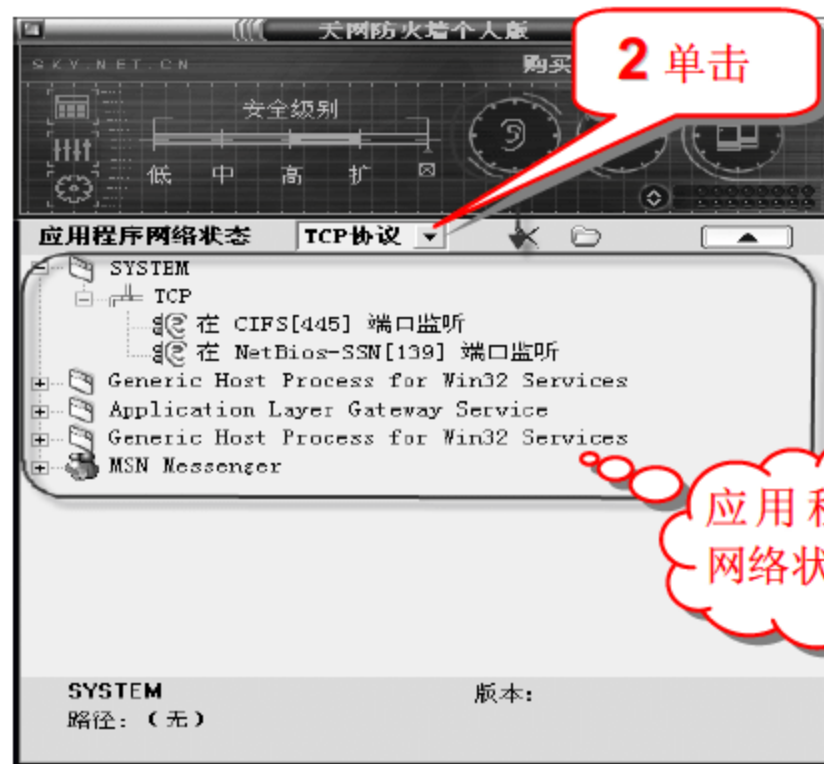 天网防火墙个人版
SKY.NET.CN
购买
2 单击
安全级别
低 中 高 扩
应用程序网络状态
TCP协议
SYSTEM
TCP
在 CIFS[445] 端口监听
在 NetBios-SSN[139] 端口监听
Generic Host Process for Win32 Services
Application Layer Gateway Service
Generic Host Process for Win32 Services
MSN Messenger
应用程
网络状
SYSTEM
版本:
路径: (无)